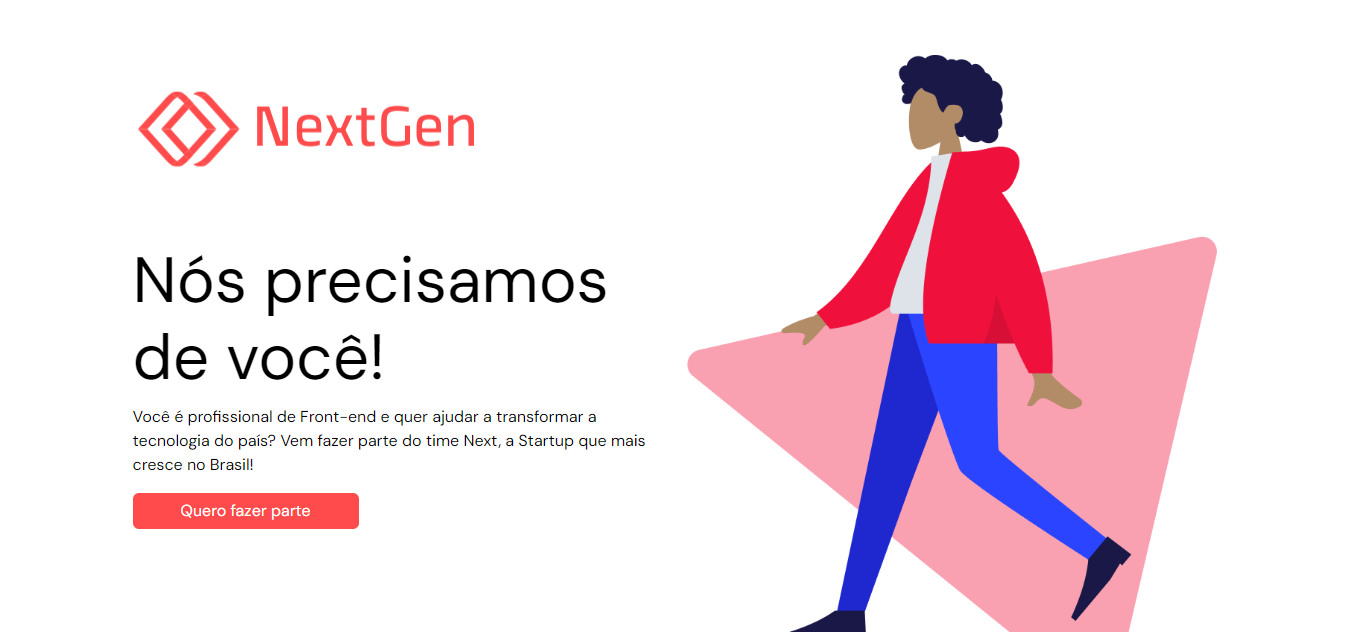 NextGen
Nós precisamos
de você!
Você é profissional de Front-end e quer ajudar a transformar a
tecnologia do país? Vem fazer parte do time Next, a Startup que mais
cresce no Brasil!
Quero fazer parte